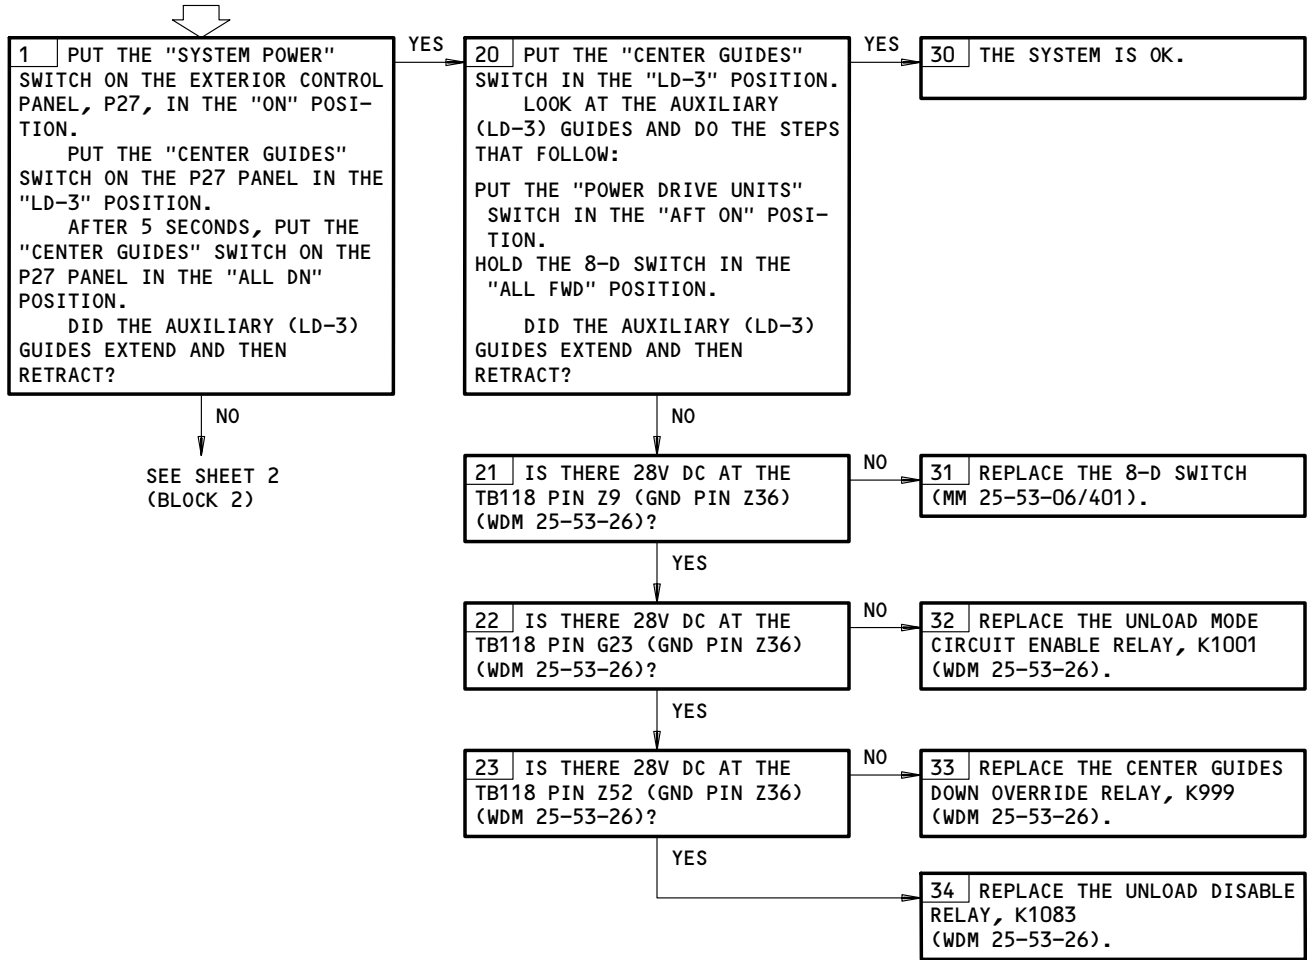 1 PUT THE "SYSTEM POWER"
SWITCH ON THE EXTERIOR CONTROL
PANEL, P27, IN THE "ON" POSI-
TION.
PUT THE "CENTER GUIDES"
SWITCH ON THE P27 PANEL IN THE
"LD-3" POSITION.
AFTER 5 SECONDS, PUT THE
"CENTER GUIDES" SWITCH ON THE
P27 PANEL IN THE "ALL DN"
POSITION.
DID THE AUXILIARY (LD-3)
GUIDES EXTEND AND THEN
RETRACT?
YES
NO
SEE SHEET 2
(BLOCK 2)
20 PUT THE "CENTER GUIDES"
SWITCH IN THE "LD-3" POSITION.
LOOK AT THE AUXILIARY
(LD-3) GUIDES AND DO THE STEPS
THAT FOLLOW:
PUT THE "POWER DRIVE UNITS"
SWITCH IN THE "AFT ON" POSI-
TION.
HOLD THE 8-D SWITCH IN THE
"ALL FWD" POSITION.
DID THE AUXILIARY (LD-3)
GUIDES EXTEND AND THEN
RETRACT?
YES
30 THE SYSTEM IS OK.
NO
21 IS THERE 28V DC AT THE
TB118 PIN Z9 (GND PIN Z36)
(WDM 25-53-26)?
NO
31 REPLACE THE 8-D SWITCH
(MM 25-53-06/401).
YES
22 IS THERE 28V DC AT THE
TB118 PIN G23 (GND PIN Z36)
(WDM 25-53-26)?
NO
32 REPLACE THE UNLOAD MODE
CIRCUIT ENABLE RELAY, K1001
(WDM 25-53-26).
YES
23 IS THERE 28V DC AT THE
TB118 PIN Z52 (GND PIN Z36)
(WDM 25-53-26)?
NO
33 REPLACE THE CENTER GUIDES
DOWN OVERRIDE RELAY, K999
(WDM 25-53-26).
YES
34 REPLACE THE UNLOAD DISABLE
RELAY, K1083
(WDM 25-53-26).